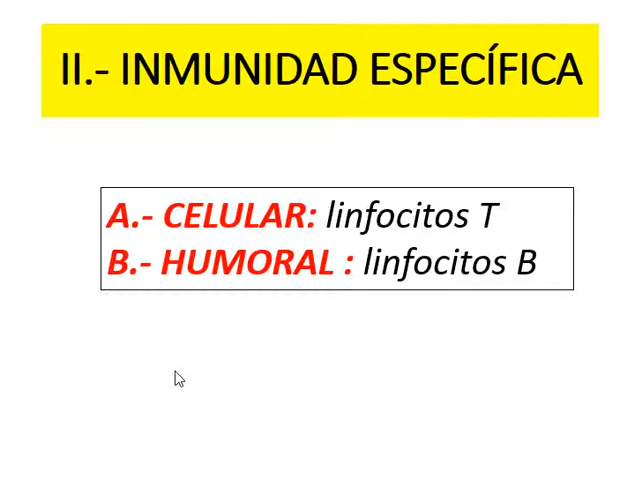 II.- INMUNIDAD ESPECÍFICA
A.- CELULAR: linfocitos T
B.- HUMORAL : linfocitos B